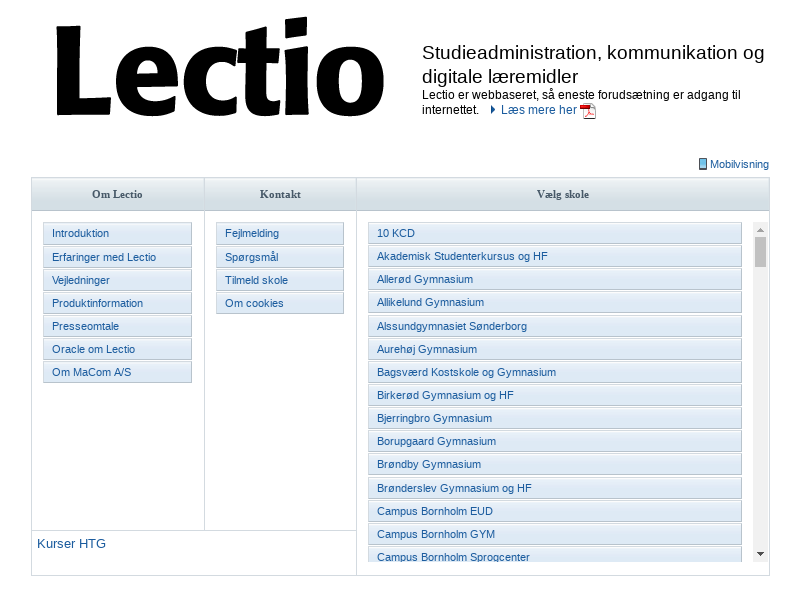 Lectio
Studieadministration, kommunikation og
digitale læremidler
Lectio er webbaseret, så eneste forudsætning er adgang til
internettet. Læs mere her
Mobilvisning
Om Lectio
Kontakt
Vælg skole
Introduktion
Erfaringer med Lectio
Vejledninger
Produktinformation
Presseomtale
Oracle om Lectio
Om MaCom A/S
Fejlmelding
Spørgsmål
Tilmeld skole
Om cookies
10 KCD
Akademisk Studenterkursus og HF
Allerød Gymnasium
Allikelund Gymnasium
Alssundgymnasiet Sønderborg
Aurehøj Gymnasium
Bagsværd Kostskole og Gymnasium
Birkerød Gymnasium og HF
Bjerringbro Gymnasium
Borupgaard Gymnasium
Brøndby Gymnasium
Brønderslev Gymnasium og HF
Campus Bornholm EUD
Campus Bornholm GYM
Campus Bornholm Sprogcenter
Kurser HTG